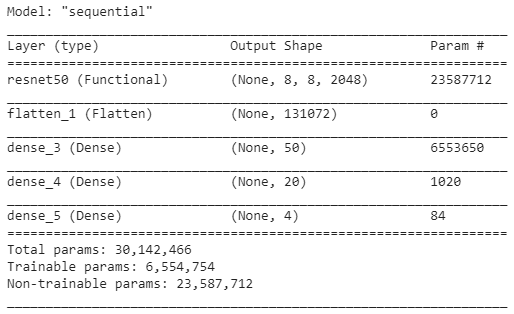 Model: "sequential"
Layer (type) Output Shape Param #
resnet50 (Functional) (None, 8, 8, 2048) 23587712
flatten_1 (Flatten) (None, 131072) 0
dense_3 (Dense) (None, 50) 6553650
dense_4 (Dense) (None, 20) 1020
dense_5 (Dense) (None, 4) 84
Total params: 30,142,466
Trainable params: 6,554,754
Non-trainable params: 23,587,712